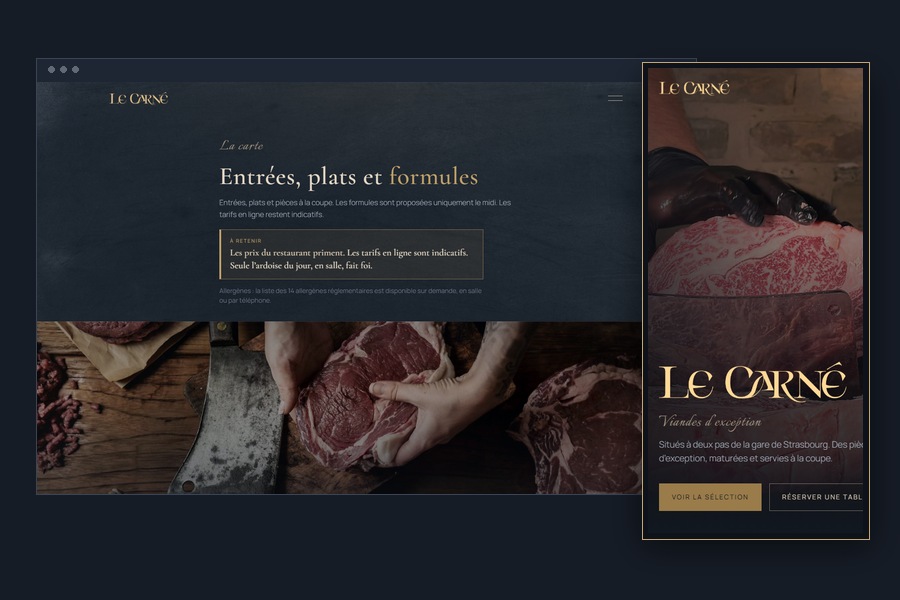 LE CARNÉ
La carte
Entrées, plats et formules
Entrées, plats et pièces à la coupe. Les formules sont proposées uniquement le midi. Les
tarifs en ligne restent indicatifs.
À RETENIR
Les prix du restaurant priment. Les tarifs en ligne sont indicatifs.
Seule l'ardoise du jour, en salle, fait foi.
Allergènes : la liste des 14 allergènes réglementaires est disponible sur demande, en salle
ou par téléphone.
LE CARNÉ
LE CARNÉ
Viandes d'exception
Situés à deux pas de la gare de Strasbourg. Des piè
d'exception, maturées et servies à la coupe.
VOIR LA SÉLECTION
RÉSERVER UNE TABL